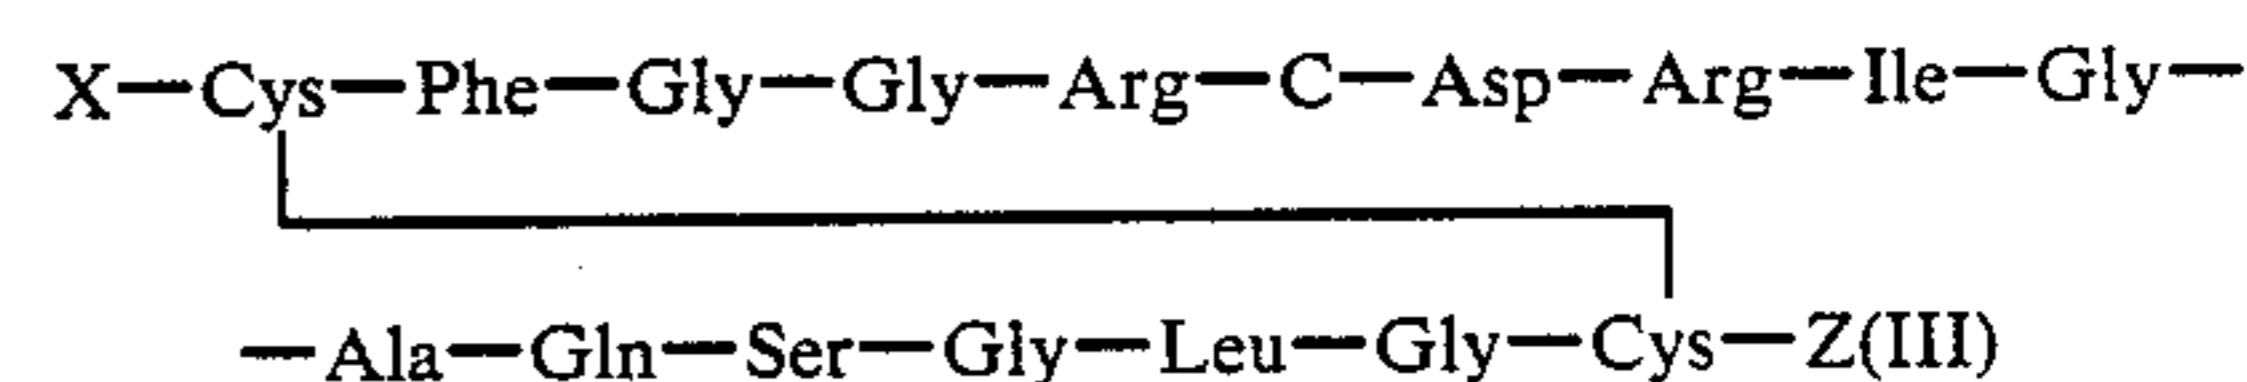 X—Cys—Phe—Gly—Gly—Arg—C—Asp—Arg—Ile—Gly—
—Ala—Gln—Ser—Gly—Leu—Gly—Cys—Z(III)